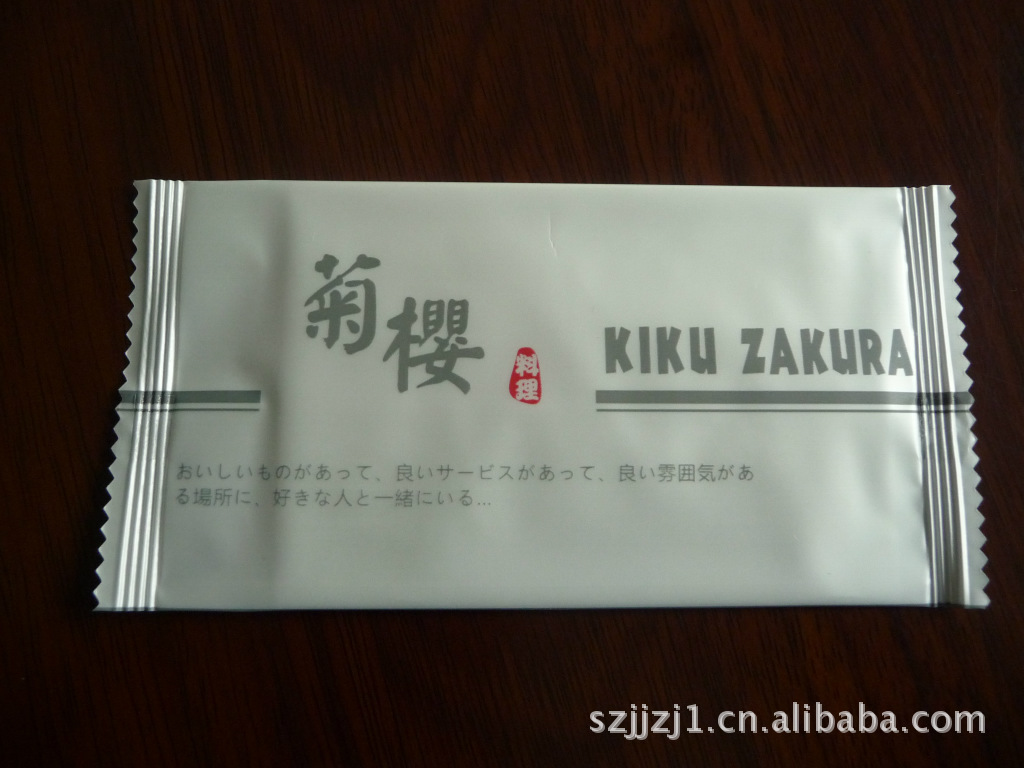 菊櫻
料理
KIKU ZAKURA
おいしいものがあって、良いサービスがあって、良い雰囲気があ
る場所に、好きな人と一緒にいる...
szjjzj1.cn.alibaba.com